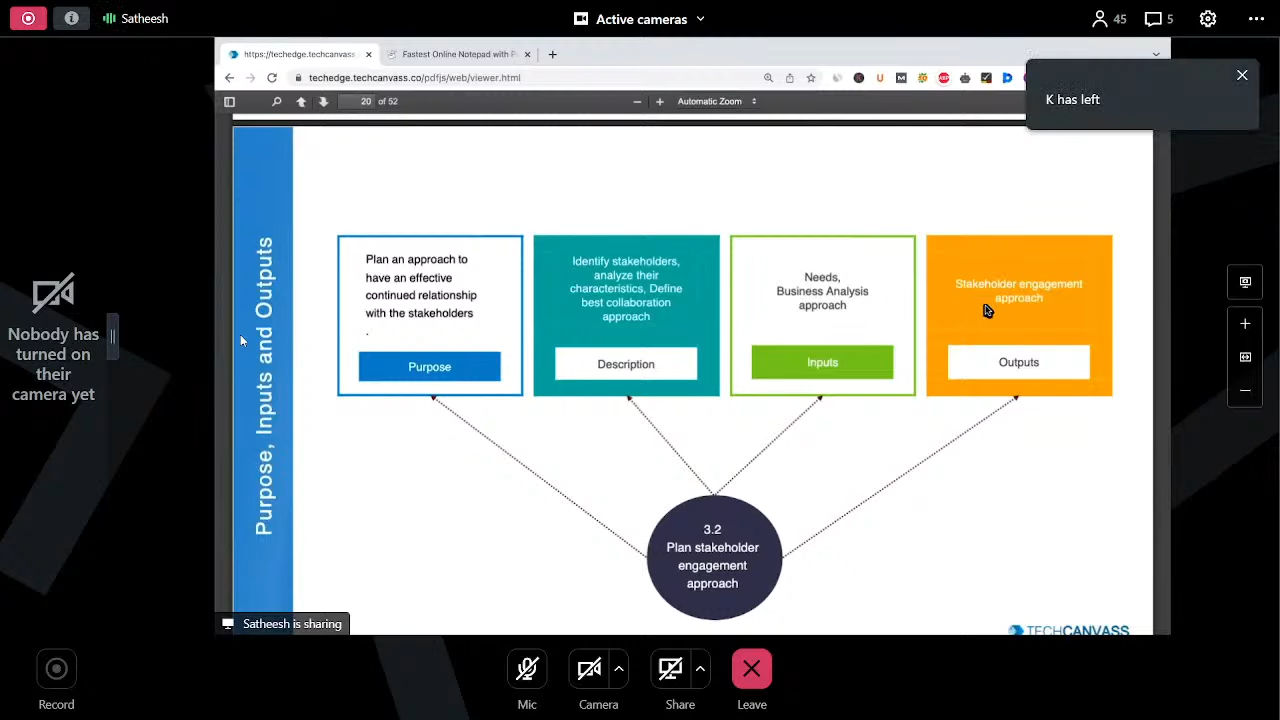 Satheesh
Active cameras
45
5
https://techedge.techcanvass
Fastest Online Notepad with P
techedge.techcanvass.co/pdfjs/web/viewer.html
20 of 52
Automatic Zoom
K has left
Purpose, Inputs and Outputs
Plan an approach to
have an effective
continued relationship
with the stakeholders
.
Purpose
Identify stakeholders,
analyze their
characteristics, Define
best collaboration
approach
Description
Needs,
Business Analysis
approach
Inputs
Stakeholder engagement
approach
Outputs
3.2
Plan stakeholder
engagement
approach
Nobody has
turned on
their
camera yet
TECHCANVASS
Satheesh is sharing
Record
Mic
Camera
Share
Leave